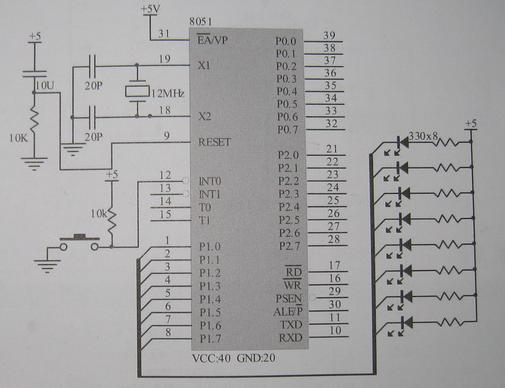 +5V
8051
31
EA/VP
P0.0
39
P0.1
38
+5
19
X1
P0.2
37
P0.3
36
10U
20P
12MHz
P0.4
35
P0.5
34
18
X2
P0.6
33
20P
P0.7
32
10K
9
RESET
330x8
+5
P2.0
21
P2.1
22
+5
12
INT0
P2.2
23
13
INT1
P2.3
24
14
T0
P2.4
25
10k
15
T1
P2.5
26
P2.6
27
1
P1.0
P2.7
28
2
P1.1
3
P1.2
RD
17
4
P1.3
WR
16
5
P1.4
PSEN
29
6
P1.5
ALE/P
30
7
P1.6
TXD
11
8
P1.7
RXD
10
VCC:40 GND:20